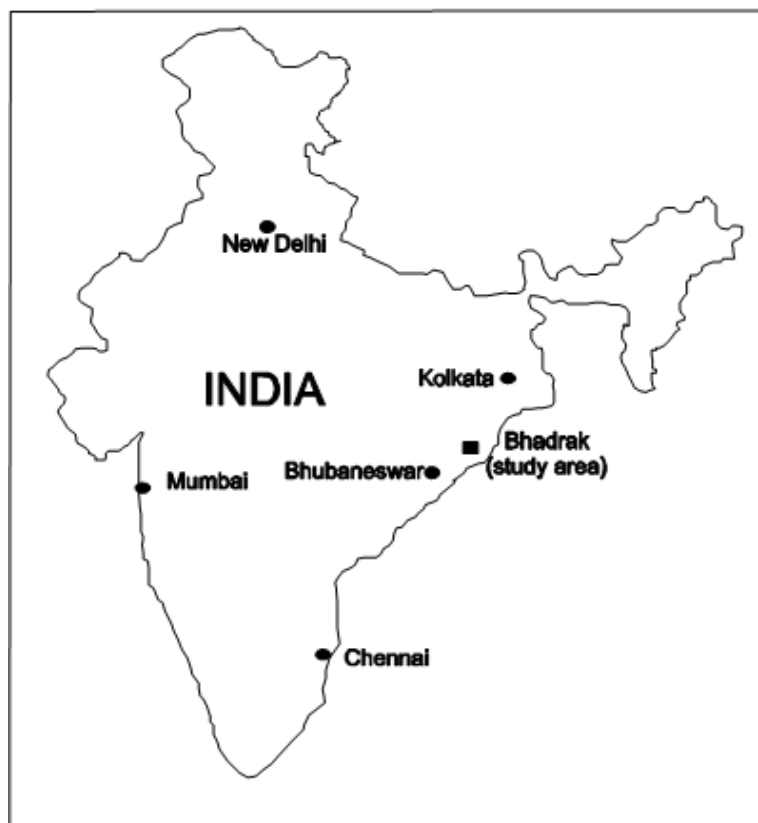 New Delhi
INDIA
Kolkata
Bhadrak
(study area)
Bhubaneswar
Mumbai
Chennai